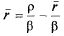 r̄ = ρ/β − r̄/β